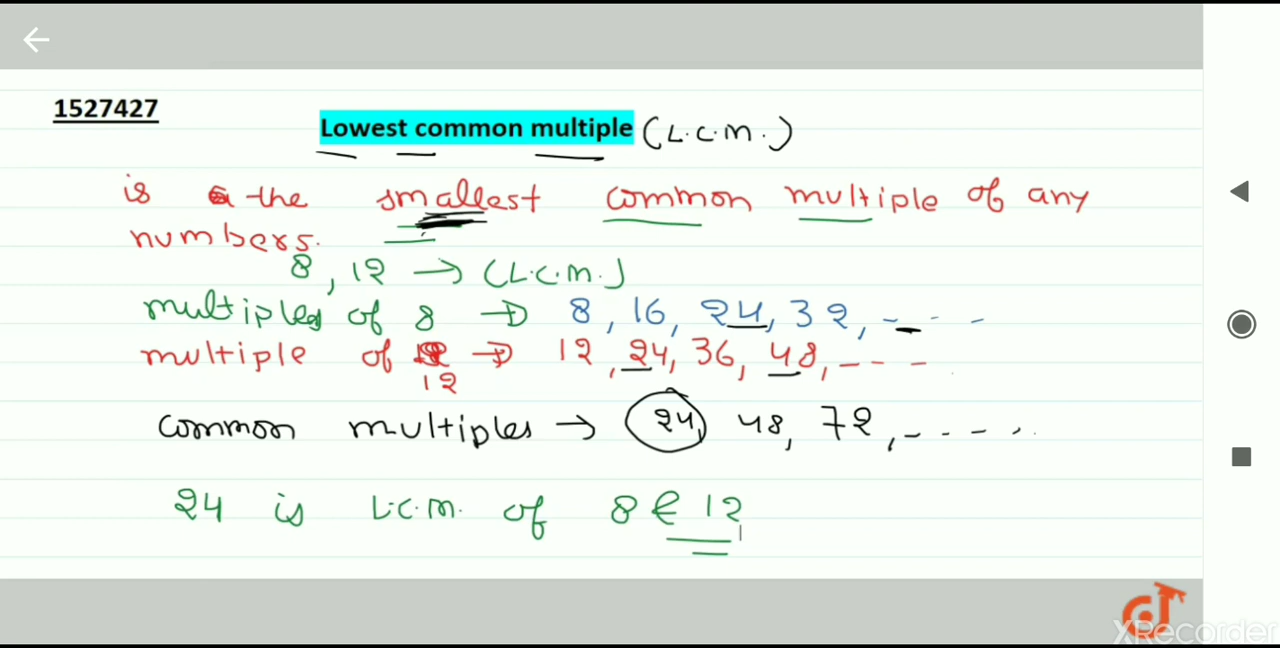 1527427
Lowest common multiple (L.C.M.)
is the smallest common multiple of any
numbers.
8, 12 → (L.C.M.)
multiples of 8 → 8, 16, 24, 32, - - -
multiple of 12 → 12, 24, 36, 48, - - -
common multiples → 24, 48, 72, - - - -
24 is L.C.M. of 8 & 12
XRecorder